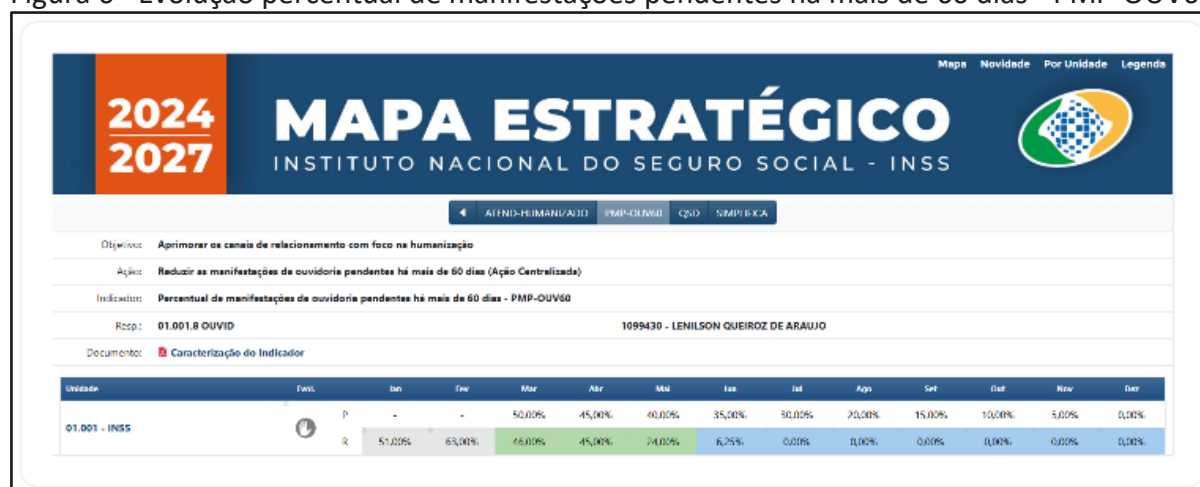 Figura 6 - Evolução percentual de manifestações pendentes há mais de 60 dias - PMP-OUV60
Mapa Novidade Por Unidade Legenda
2024
2027
MAPA ESTRATÉGICO
INSTITUTO NACIONAL DO SEGURO SOCIAL - INSS
ATEND-HUMANIZADO PMP-OUV60 QSD SIMPLIFICA
Objetivo: Aprimorar os canais de relacionamento com foco na humanização
Ação: Reduzir as manifestações de ouvidoria pendentes há mais de 60 dias (Ação Centralizada)
Indicador: Percentual de manifestações de ouvidoria pendentes há mais de 60 dias - PMP-OUV60
Resp.: 01.001.8 OUVID 1099430 - LENILSON QUEIROZ DE ARAUJO
Documento: Caracterização do Indicador
Unidade Evol. Jan Fev Mar Abr Mai Jun Jul Ago Set Out Nov Dez
P - - 50,00% 45,00% 40,00% 35,00% 30,00% 20,00% 15,00% 10,00% 5,00% 0,00%
01.001 - INSS
R 51,00% 63,00% 46,00% 45,00% 24,00% 6,25% 0,00% 0,00% 0,00% 0,00% 0,00% 0,00%